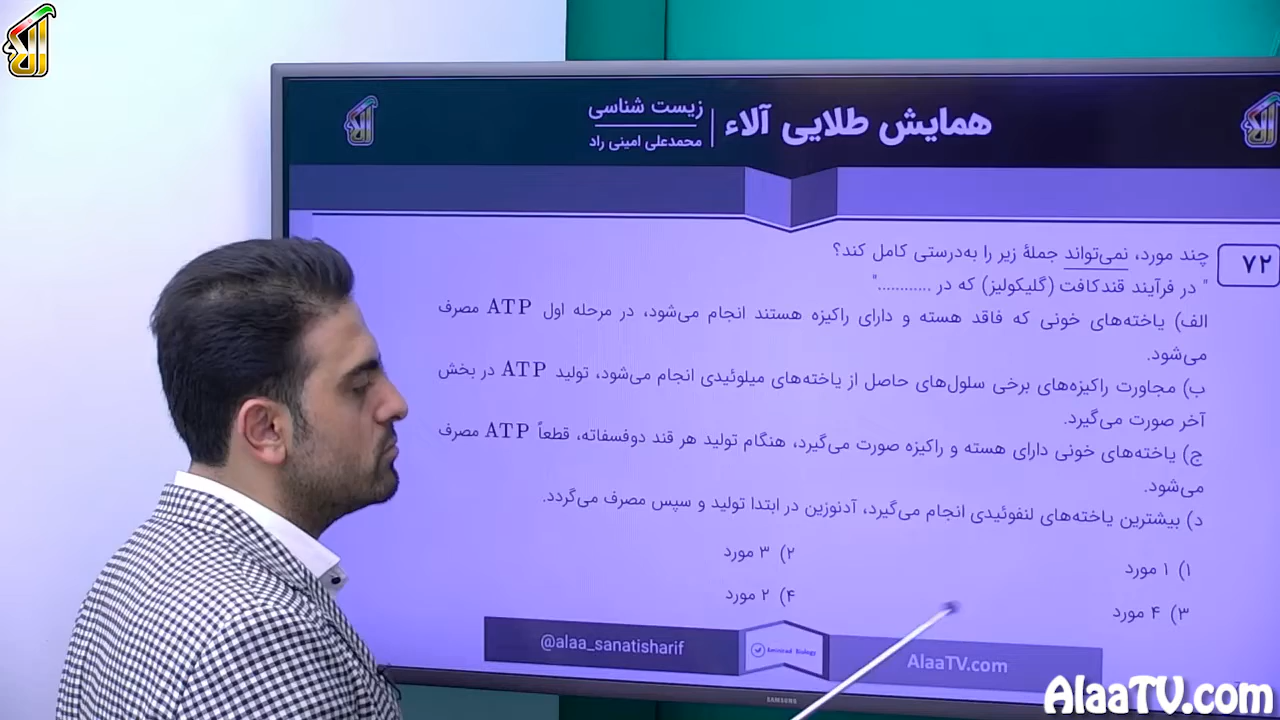 همایش طلایی آلاء
زیست شناسی
محمدعلی امینی راد
۷۲
چند مورد، نمی‌تواند جملهٔ زیر را به‌درستی کامل کند؟
" در فرآیند قندکافت (گلیکولیز) که در ............"
الف) یاخته‌های خونی که فاقد هسته و دارای راکیزه هستند انجام می‌شود، در مرحله اول ATP مصرف
می‌شود.
ب) مجاورت راکیزه‌های برخی سلول‌های حاصل از یاخته‌های میلوئیدی انجام می‌شود، تولید ATP در بخش
آخر صورت می‌گیرد.
ج) یاخته‌های خونی دارای هسته و راکیزه صورت می‌گیرد، هنگام تولید هر قند دوفسفاته، قطعاً ATP مصرف
می‌شود.
د) بیشترین یاخته‌های لنفوئیدی انجام می‌گیرد، آدنوزین در ابتدا تولید و سپس مصرف می‌گردد.
۱) ۱ مورد
۲) ۳ مورد
۳) ۴ مورد
۴) ۲ مورد
@alaa_sanatisharif
Aminirad Biology
AlaaTV.com
SAMSUNG
AlaaTV.com